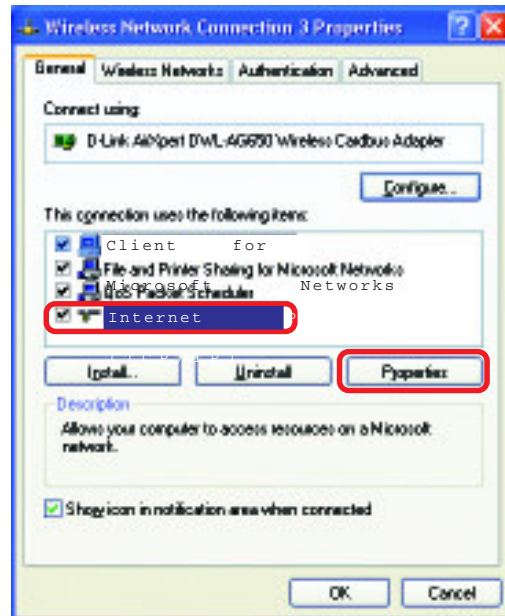 Wireless Network Connection 3 Properties
General Wireless Networks Authentication Advanced
Connect using:
D-Link AirXpert DWL-AG650 Wireless Cardbus Adapter
Configure...
This connection uses the following items:
Client for
File and Printer Sharing for Microsoft Networks
Microsoft Networks
QoS Packet Scheduler
Internet
Install... Uninstall Properties
Description
Allows your computer to access resources on a Microsoft
network.
Show icon in notification area when connected
OK Cancel